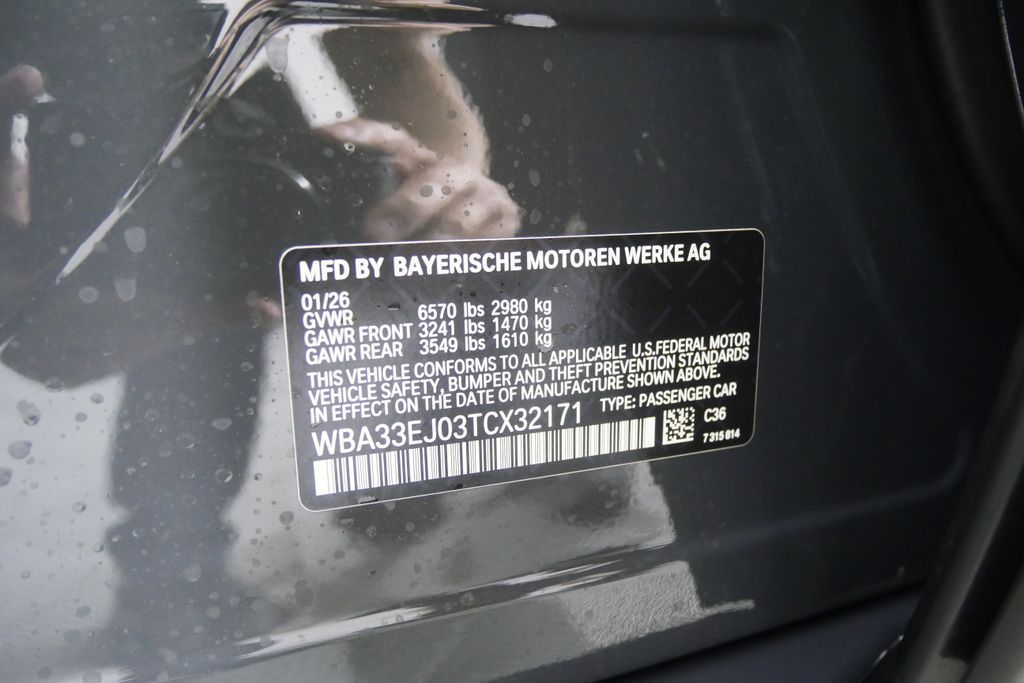 MFD BY BAYERISCHE MOTOREN WERKE AG
01/26
GVWR 6570 lbs 2980 kg
GAWR FRONT 3241 lbs 1470 kg
GAWR REAR 3549 lbs 1610 kg
THIS VEHICLE CONFORMS TO ALL APPLICABLE U.S.FEDERAL MOTOR
VEHICLE SAFETY, BUMPER AND THEFT PREVENTION STANDARDS
IN EFFECT ON THE DATE OF MANUFACTURE SHOWN ABOVE.
TYPE: PASSENGER CAR
WBA33EJ03TCX32171
C36
7 315 814